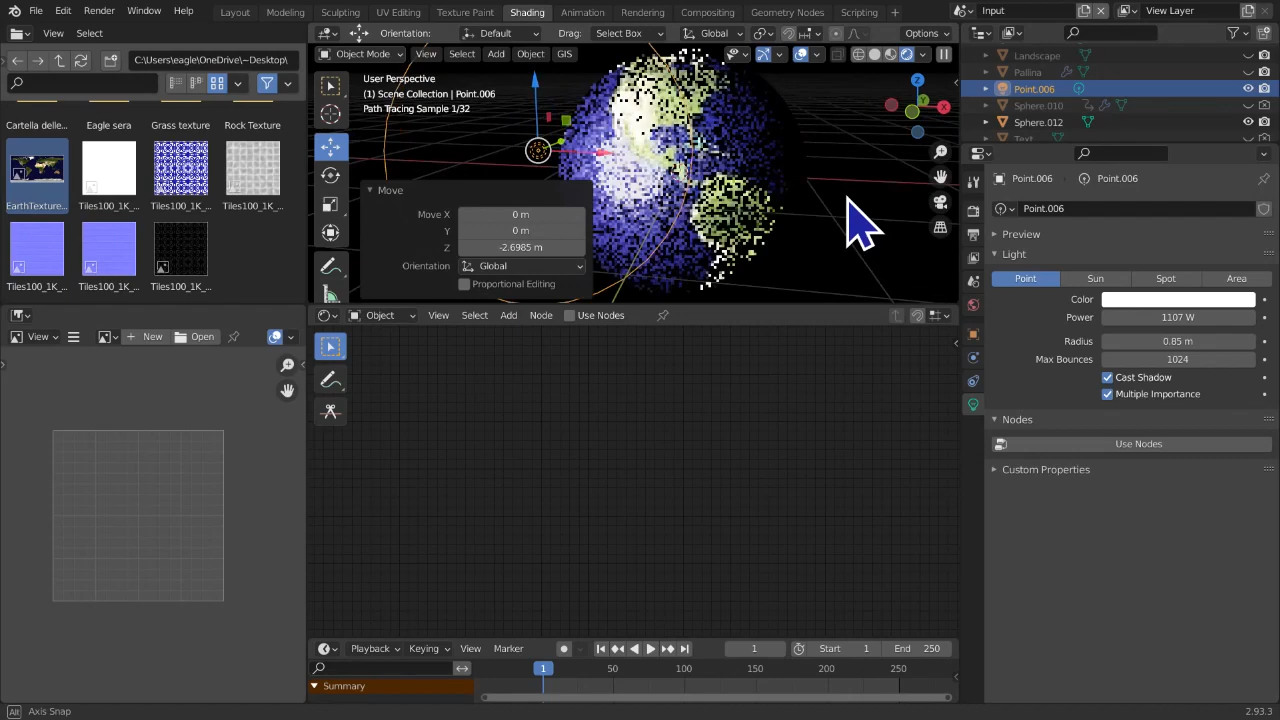 File Edit Render Window Help Layout Modeling Sculpting UV Editing Texture Paint Shading Animation Rendering Compositing Geometry Nodes Scripting + Input View Layer
View Select
Orientation: Default Drag: Select Box Global Options
C:\Users\eagle\OneDrive\~Desktop\
Object Mode View Select Add Object GIS
Landscape
Pallina
Point.006
Sphere.010
Sphere.012
Text
User Perspective
(1) Scene Collection | Point.006
Path Tracing Sample 1/32
Cartella delle... Eagle sera Grass texture Rock Texture
EarthTexture... Tiles100_1K_... Tiles100_1K_...
Tiles100_1K_... Tiles100_1K_... Tiles100_1K_...
Z
Y
X
Move
Move X 0 m
Y 0 m
Z -2.6985 m
Orientation Global
Proportional Editing
Point.006 Point.006
Point.006
Preview
Light
Point Sun Spot Area
Color
Power 1107 W
Radius 0.85 m
Max Bounces 1024
Cast Shadow
Multiple Importance
Nodes
Use Nodes
Custom Properties
View New Open
Object View Select Add Node Use Nodes
Playback Keying View Marker 1 Start 1 End 250
1 50 100 150 200 250
Summary
Alt Axis Snap 2.93.3